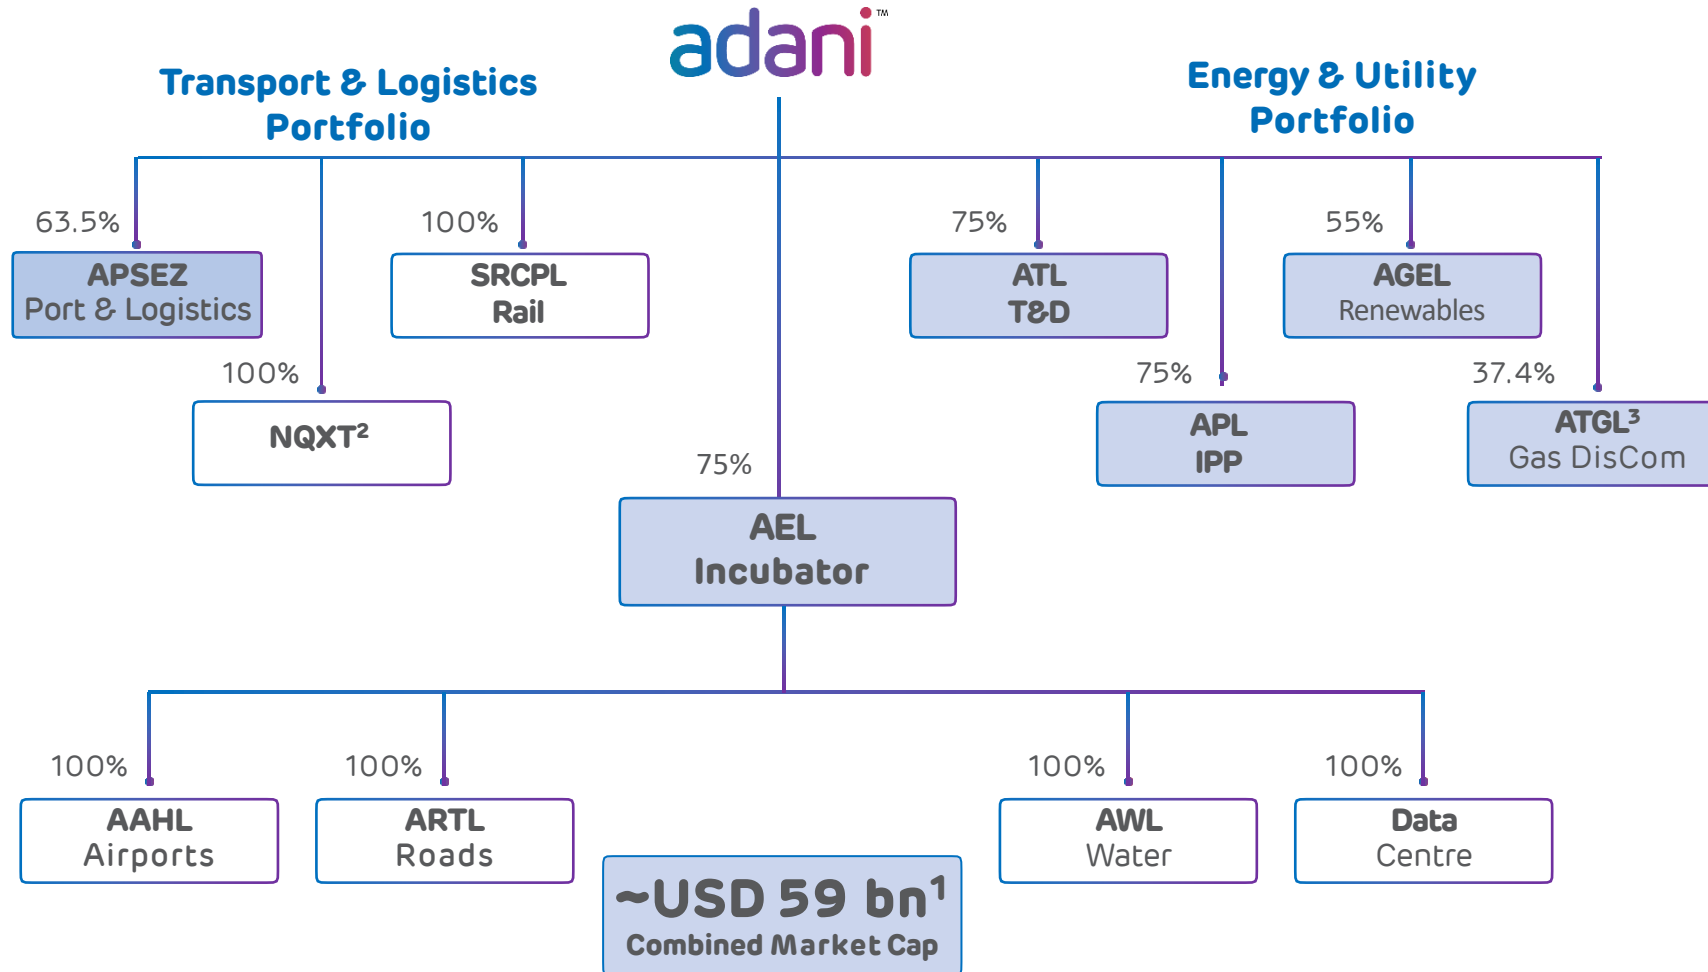 adani™
Transport & Logistics
Portfolio
Energy & Utility
Portfolio
63.5%
APSEZ
Port & Logistics
100%
SRCPL
Rail
75%
ATL
T&D
55%
AGEL
Renewables
100%
NQXT²
75%
APL
IPP
37.4%
ATGL³
Gas DisCom
75%
AEL
Incubator
100%
AAHL
Airports
100%
ARTL
Roads
100%
AWL
Water
100%
Data
Centre
~USD 59 bn¹
Combined Market Cap